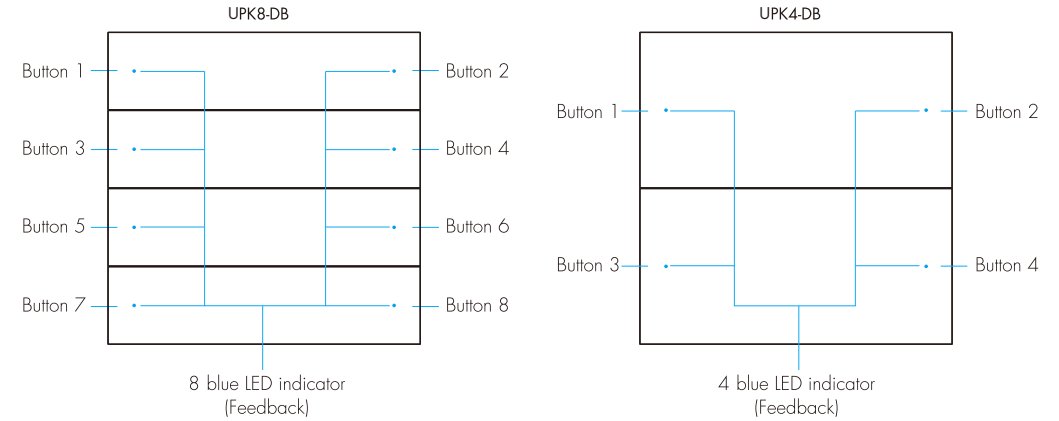 UPK8-DB
Button 1
Button 2
Button 3
Button 4
Button 5
Button 6
Button 7
Button 8
8 blue LED indicator
(Feedback)
UPK4-DB
Button 1
Button 2
Button 3
Button 4
4 blue LED indicator
(Feedback)